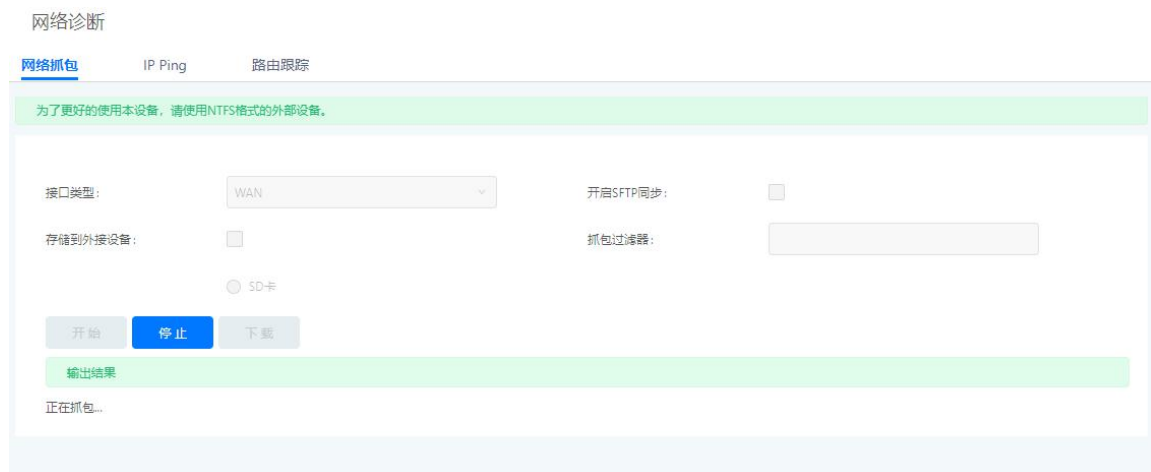 网络诊断
网络抓包 IP Ping 路由跟踪
为了更好的使用本设备，请使用NTFS格式的外部设备。
接口类型: WAN 开启SFTP同步:
存储到外接设备: 抓包过滤器:
SD卡
开始 停止 下载
输出结果
正在抓包...